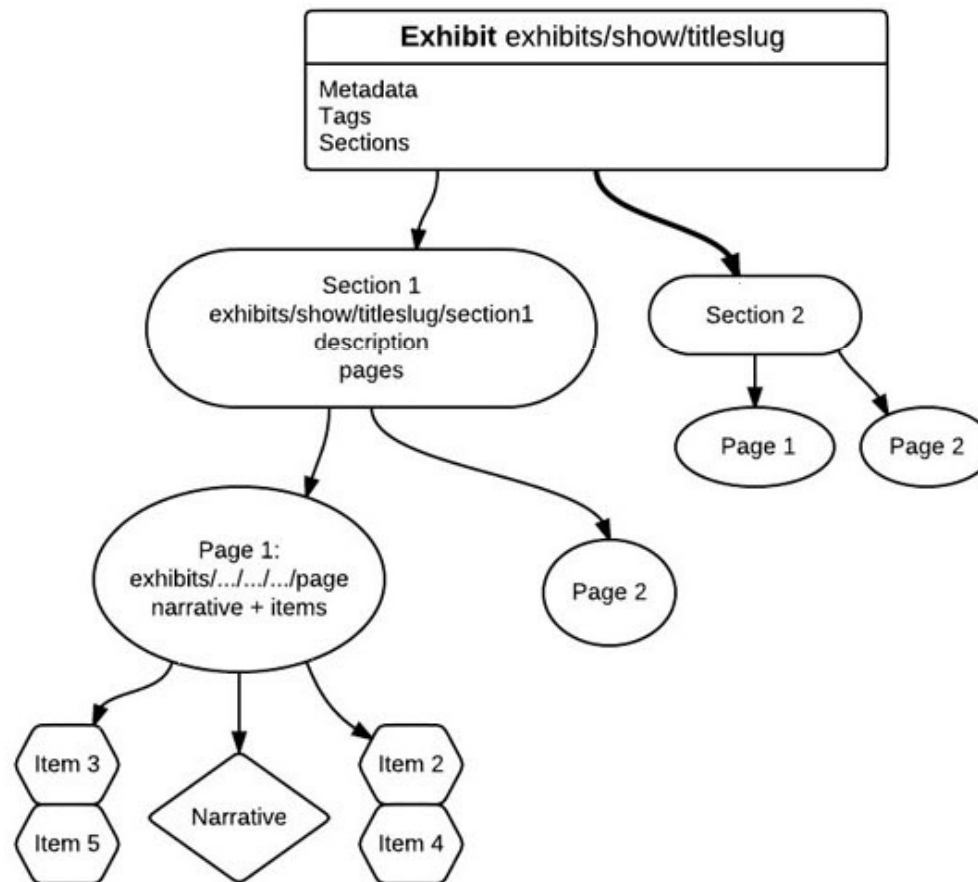 Exhibit exhibits/show/titleslug
Metadata
Tags
Sections
Section 1
exhibits/show/titleslug/section1
description
pages
Section 2
Page 1
Page 2
Page 1:
exhibits/.../.../.../page
narrative + items
Page 2
Item 3
Item 5
Narrative
Item 2
Item 4